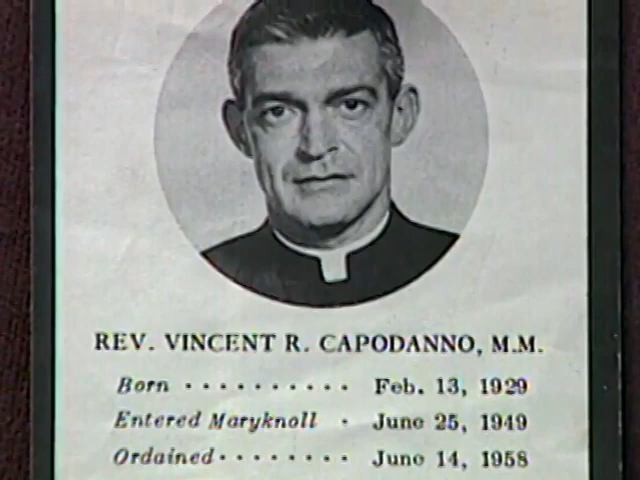 REV. VINCENT R. CAPODANNO, M.M.
Born · · · · · · · · · · Feb. 13, 1929
Entered Maryknoll · June 25, 1949
Ordained · · · · · · · · June 14, 1958